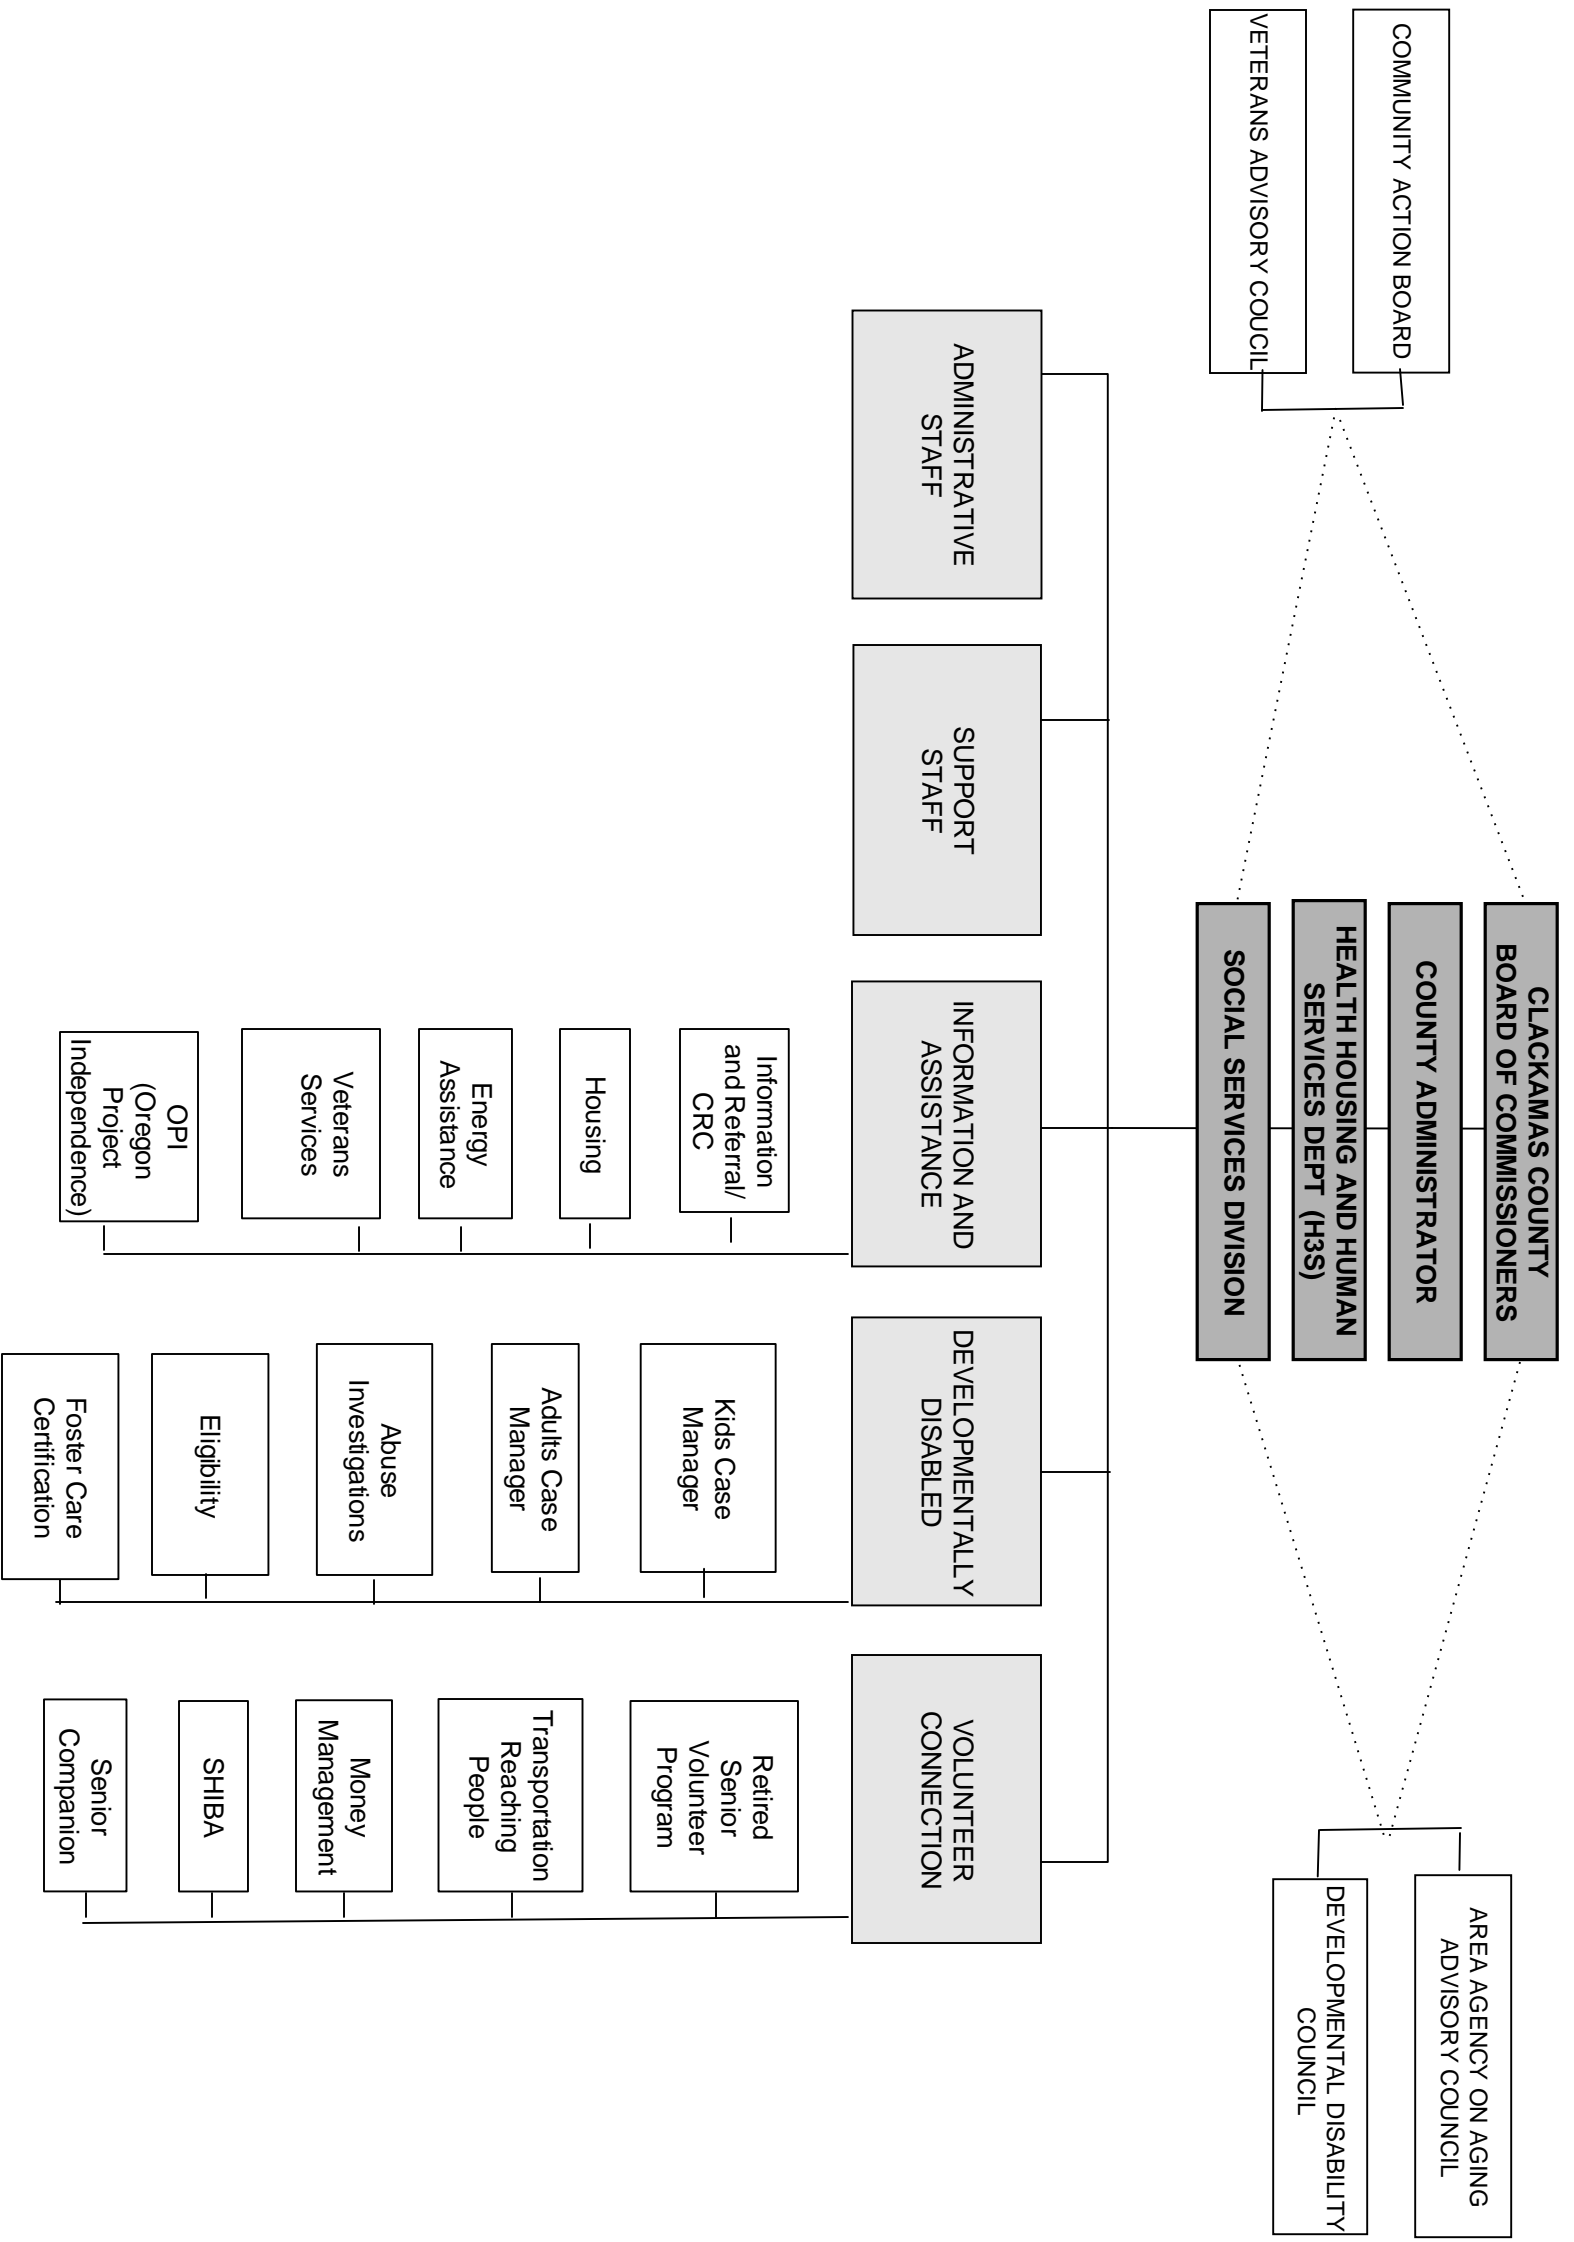 COMMUNITY ACTION BOARD
VETERANS ADVISORY COUCIL
CLACKAMAS COUNTY
BOARD OF COMMISSIONERS
COUNTY ADMINISTRATOR
HEALTH HOUSING AND HUMAN
SERVICES DEPT (H3S)
SOCIAL SERVICES DIVISION
AREA AGENCY ON AGING
ADVISORY COUNCIL
DEVELOPMENTAL DISABILITY
COUNCIL
ADMINISTRATIVE
STAFF
SUPPORT
STAFF
INFORMATION AND
ASSISTANCE
Information
and Referral/
CRC
Housing
Energy
Assistance
Veterans
Services
OPI
(Oregon
Project
Independence)
DEVELOPMENTALLY
DISABLED
Kids Case
Manager
Adults Case
Manager
Abuse
Investigations
Eligibility
Foster Care
Certification
VOLUNTEER
CONNECTION
Retired
Senior
Volunteer
Program
Transportation
Reaching
People
Money
Management
SHIBA
Senior
Companion